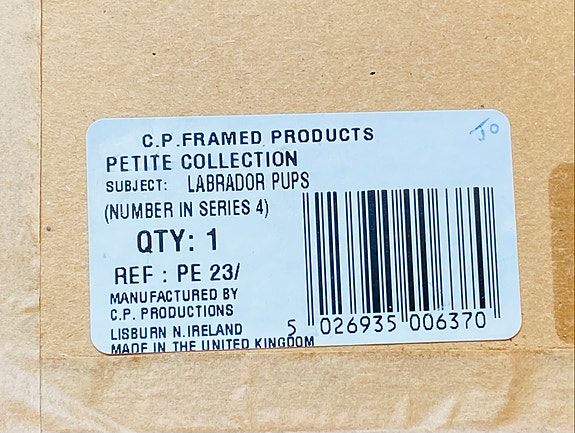 C.P.FRAMED PRODUCTS
PETITE COLLECTION
SUBJECT: LABRADOR PUPS
(NUMBER IN SERIES 4)
QTY: 1
REF : PE 23/
MANUFACTURED BY
C.P. PRODUCTIONS
LISBURN N.IRELAND
MADE IN THE UNITED KINGDOM
5 026935 006370